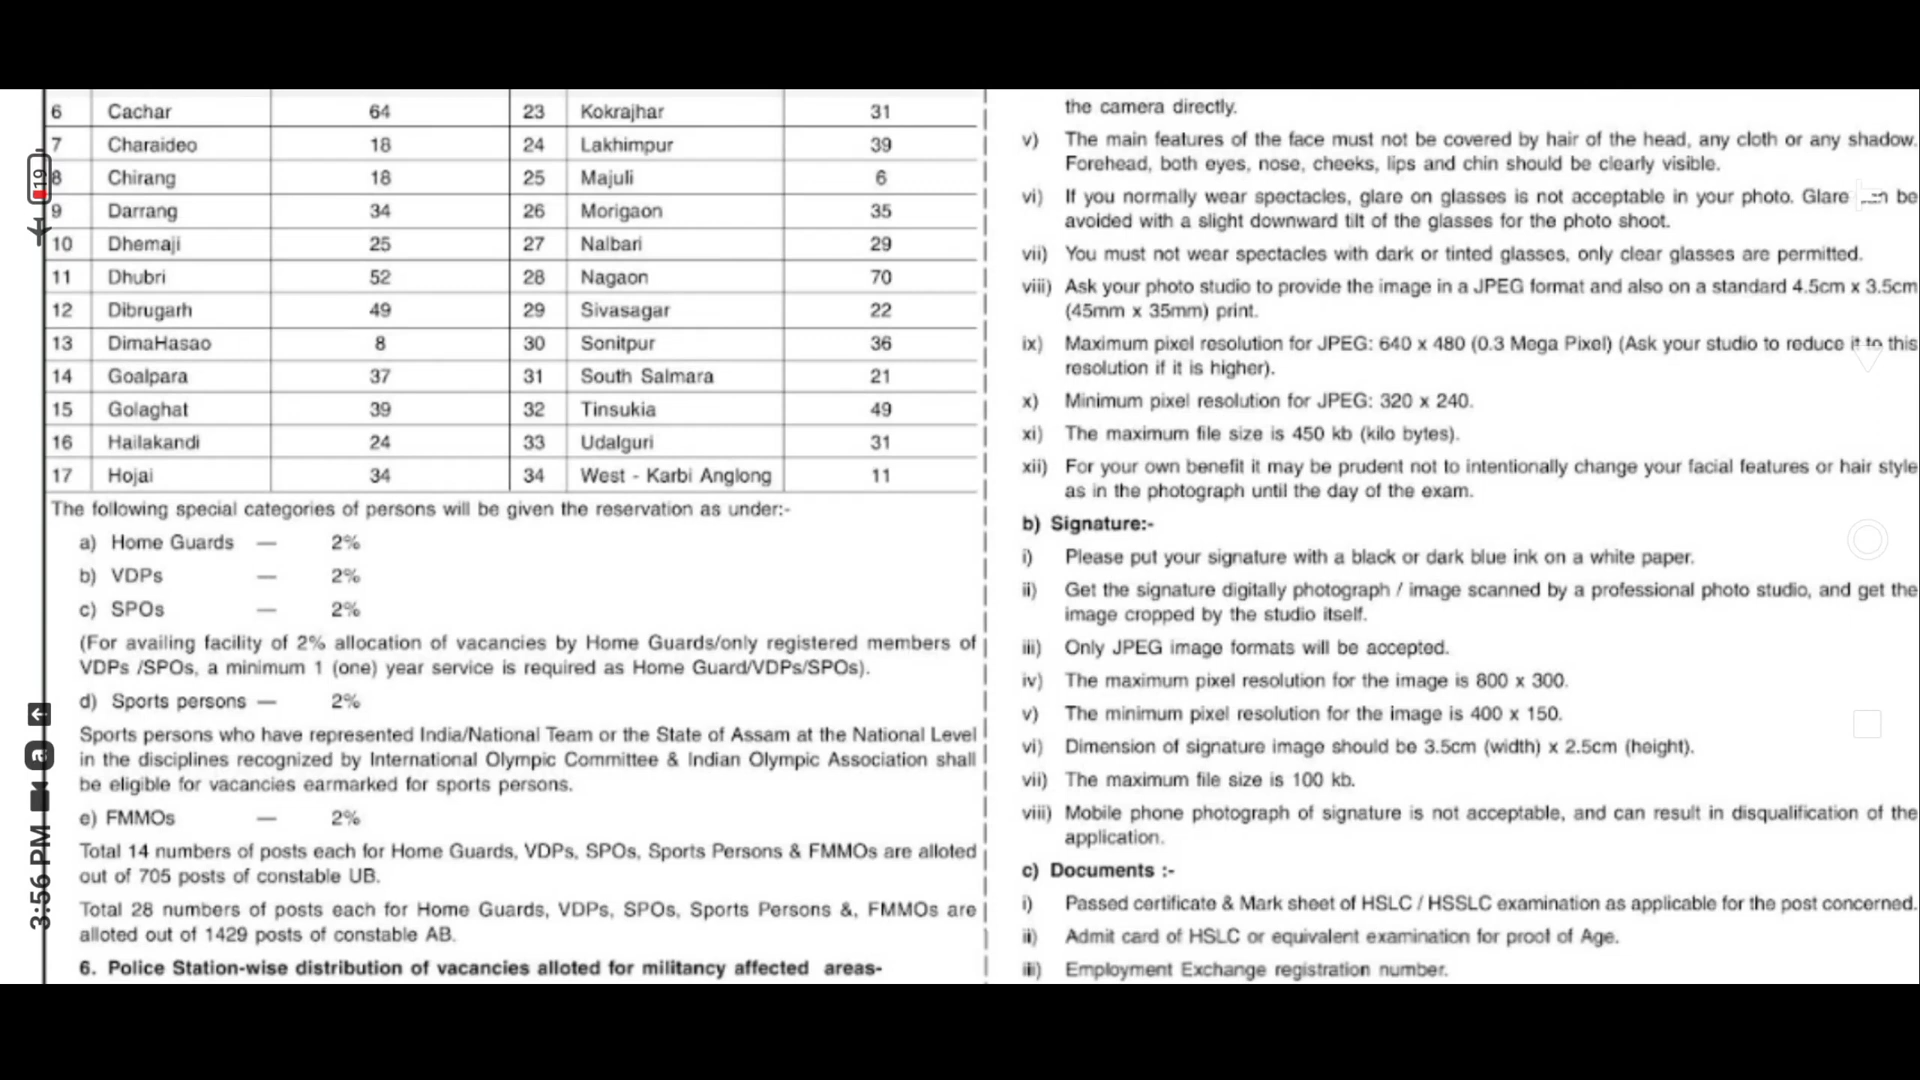 6 Cachar 64 23 Kokrajhar 31
7 Charaideo 18 24 Lakhimpur 39
8 Chirang 18 25 Majuli 6
9 Darrang 34 26 Morigaon 35
10 Dhemaji 25 27 Nalbari 29
11 Dhubri 52 28 Nagaon 70
12 Dibrugarh 49 29 Sivasagar 22
13 DimaHasao 8 30 Sonitpur 36
14 Goalpara 37 31 South Salmara 21
15 Golaghat 39 32 Tinsukia 49
16 Hailakandi 24 33 Udalguri 31
17 Hojai 34 34 West - Karbi Anglong 11
The following special categories of persons will be given the reservation as under:-
a) Home Guards — 2%
b) VDPs — 2%
c) SPOs — 2%
(For availing facility of 2% allocation of vacancies by Home Guards/only registered members of
VDPs /SPOs, a minimum 1 (one) year service is required as Home Guard/VDPs/SPOs).
d) Sports persons — 2%
Sports persons who have represented India/National Team or the State of Assam at the National Level
in the disciplines recognized by International Olympic Committee & Indian Olympic Association shall
be eligible for vacancies earmarked for sports persons.
e) FMMOs — 2%
Total 14 numbers of posts each for Home Guards, VDPs, SPOs, Sports Persons & FMMOs are alloted
out of 705 posts of constable UB.
Total 28 numbers of posts each for Home Guards, VDPs, SPOs, Sports Persons &, FMMOs are
alloted out of 1429 posts of constable AB.
6. Police Station-wise distribution of vacancies alloted for militancy affected areas-
the camera directly.
v) The main features of the face must not be covered by hair of the head, any cloth or any shadow.
Forehead, both eyes, nose, cheeks, lips and chin should be clearly visible.
vi) If you normally wear spectacles, glare on glasses is not acceptable in your photo. Glare be
avoided with a slight downward tilt of the glasses for the photo shoot.
vii) You must not wear spectacles with dark or tinted glasses, only clear glasses are permitted.
viii) Ask your photo studio to provide the image in a JPEG format and also on a standard 4.5cm x 3.5cm
(45mm x 35mm) print.
ix) Maximum pixel resolution for JPEG: 640 x 480 (0.3 Mega Pixel) (Ask your studio to reduce it to this
resolution if it is higher).
x) Minimum pixel resolution for JPEG: 320 x 240.
xi) The maximum file size is 450 kb (kilo bytes).
xii) For your own benefit it may be prudent not to intentionally change your facial features or hair style
as in the photograph until the day of the exam.
b) Signature:-
i) Please put your signature with a black or dark blue ink on a white paper.
ii) Get the signature digitally photograph / image scanned by a professional photo studio, and get the
image cropped by the studio itself.
iii) Only JPEG image formats will be accepted.
iv) The maximum pixel resolution for the image is 800 x 300.
v) The minimum pixel resolution for the image is 400 x 150.
vi) Dimension of signature image should be 3.5cm (width) x 2.5cm (height).
vii) The maximum file size is 100 kb.
viii) Mobile phone photograph of signature is not acceptable, and can result in disqualification of the
application.
c) Documents :-
i) Passed certificate & Mark sheet of HSLC / HSSLC examination as applicable for the post concerned.
ii) Admit card of HSLC or equivalent examination for proof of Age.
iii) Employment Exchange registration number.
3:56 PM
a
19